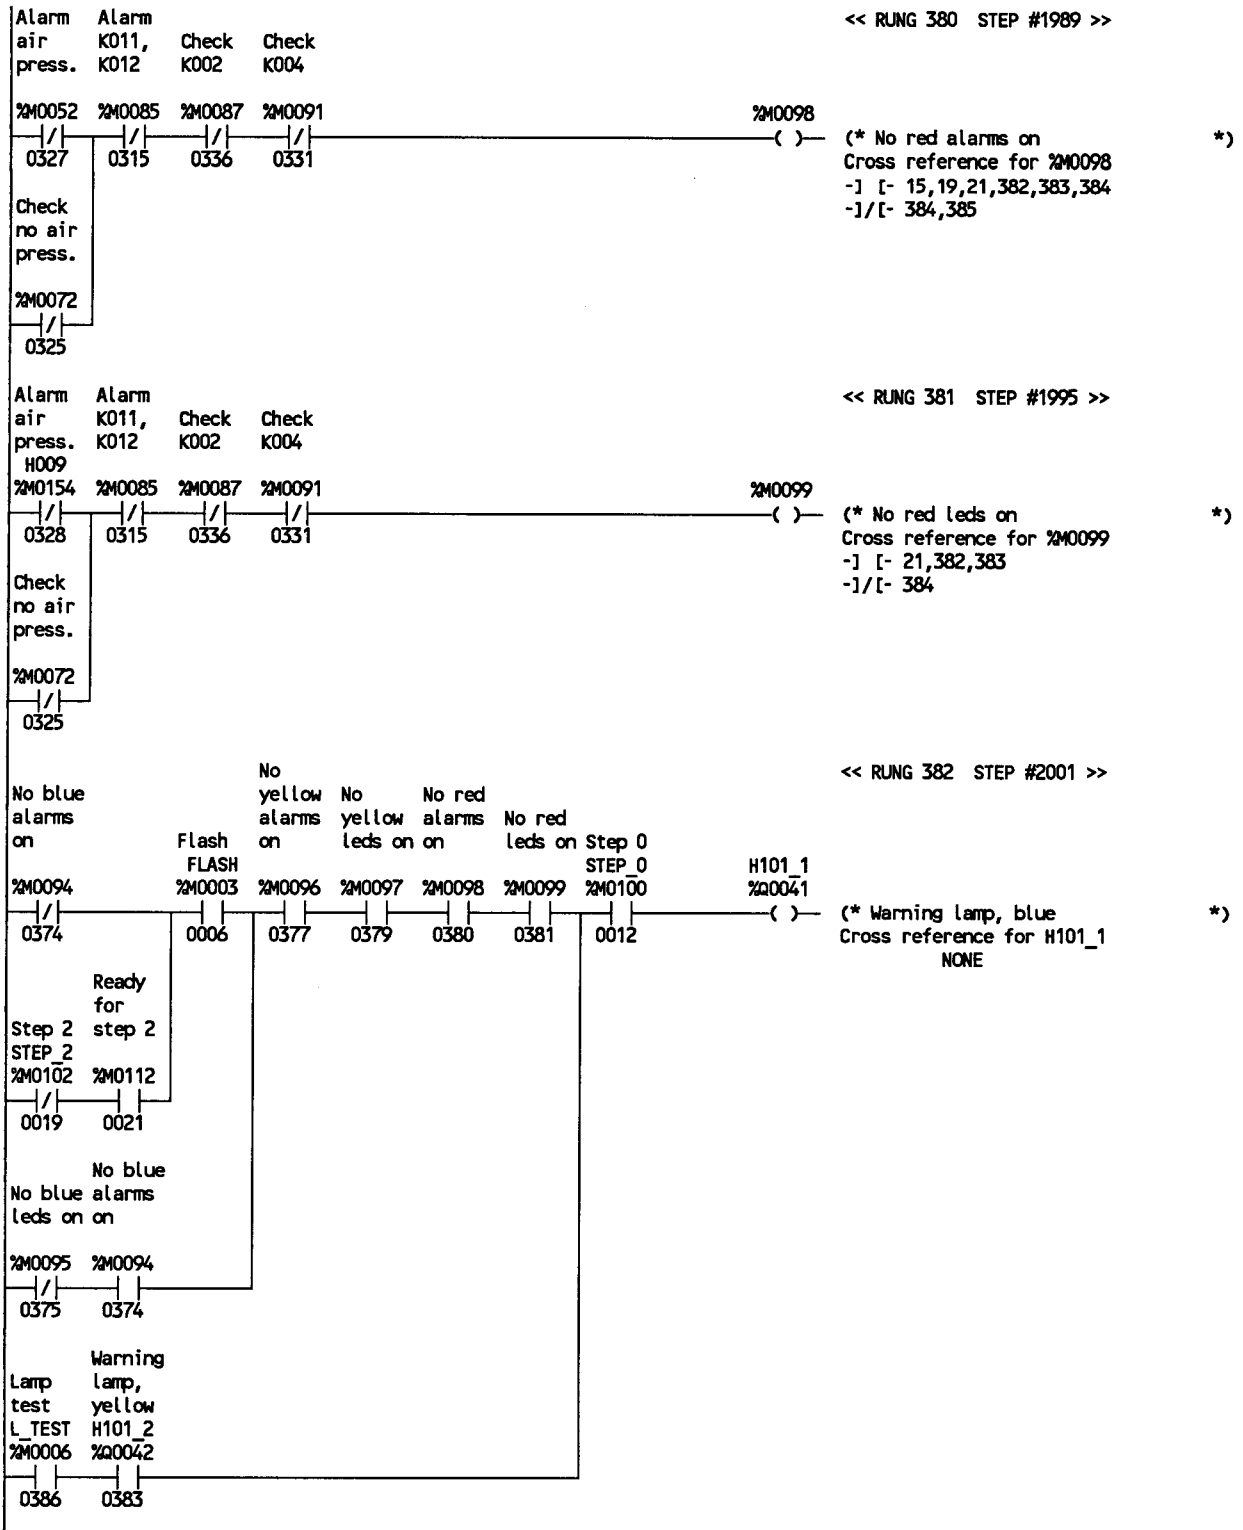 Alarm Alarm << RUNG 380 STEP #1989 >>
air K011, Check Check
press. K012 K002 K004
%M0052 %M0085 %M0087 %M0091 %M0098
0327 0315 0336 0331
(* No red alarms on *)
Cross reference for %M0098
-] [- 15,19,21,382,383,384
-]/[- 384,385
Check
no air
press.
%M0072
0325
Alarm Alarm << RUNG 381 STEP #1995 >>
air K011, Check Check
press. K012 K002 K004
H009
%M0154 %M0085 %M0087 %M0091 %M0099
0328 0315 0336 0331
(* No red leds on *)
Cross reference for %M0099
-] [- 21,382,383
-]/[- 384
Check
no air
press.
%M0072
0325
No << RUNG 382 STEP #2001 >>
No blue yellow No No red
alarms alarms yellow alarms No red
on Flash on leds on on leds on Step 0
FLASH STEP_0 H101_1
%M0094 %M0003 %M0096 %M0097 %M0098 %M0099 %M0100 %Q0041
0374 0006 0377 0379 0380 0381 0012
(* Warning lamp, blue *)
Cross reference for H101_1
NONE
Ready
for
Step 2 step 2
STEP_2
%M0102 %M0112
0019 0021
No blue
No blue alarms
leds on on
%M0095 %M0094
0375 0374
Warning
Lamp lamp,
test yellow
L_TEST H101_2
%M0006 %Q0042
0386 0383